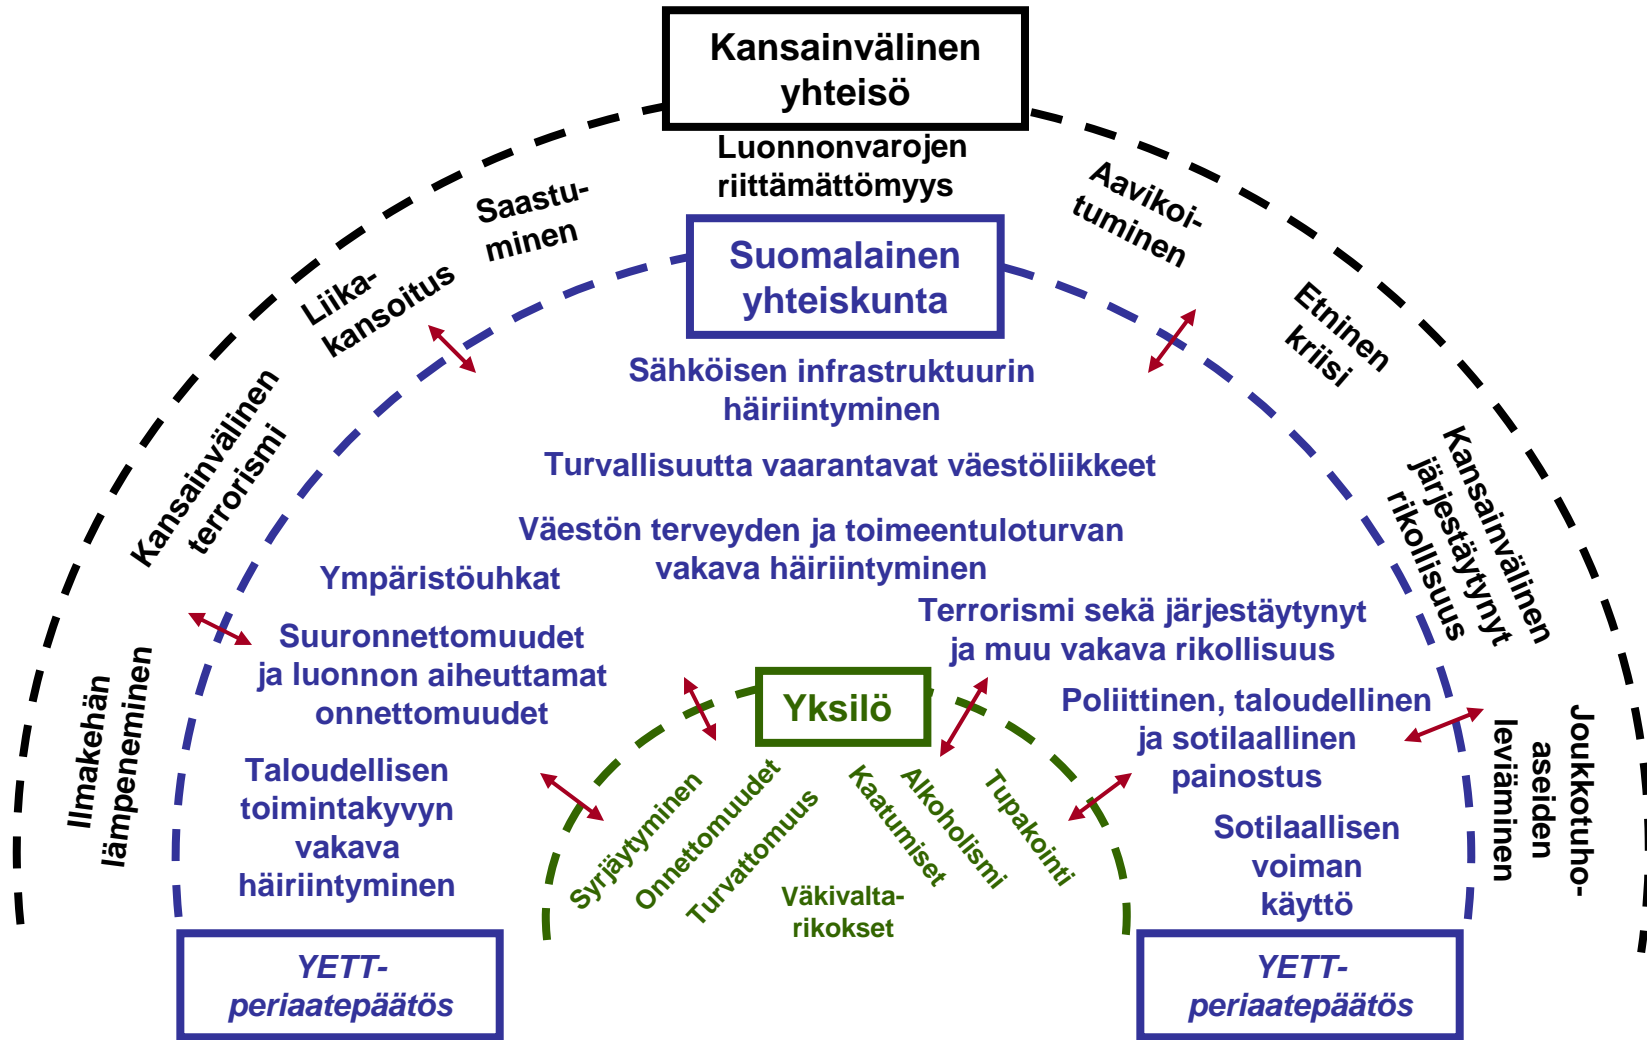 Kansainvälinen
yhteisö
Luonnonvarojen
riittämättömyys
Saastu-
minen
Liika-
kansoitus
Kansainvälinen
terrorismi
Ilmakehän
lämpeneminen
Aavikoi-
tuminen
Etninen
kriisi
Kansainvälinen
järjestäytynyt
rikollisuus
Joukkotuho-
aseiden
leviäminen
Suomalainen
yhteiskunta
Sähköisen infrastruktuurin
häiriintyminen
Turvallisuutta vaarantavat väestöliikkeet
Väestön terveyden ja toimeentuloturvan
vakava häiriintyminen
Ympäristöuhkat
Suuronnettomuudet
ja luonnon aiheuttamat
onnettomuudet
Taloudellisen
toimintakyvyn
vakava
häiriintyminen
Terrorismi sekä järjestäytynyt
ja muu vakava rikollisuus
Poliittinen, taloudellinen
ja sotilaallinen
painostus
Sotilaallisen
voiman
käyttö
Yksilö
Syrjäytyminen
Onnettomuudet
Turvattomuus
Kaatumiset
Alkoholismi
Tupakointi
Väkivalta-
rikokset
YETT-
periaatepäätös
YETT-
periaatepäätös